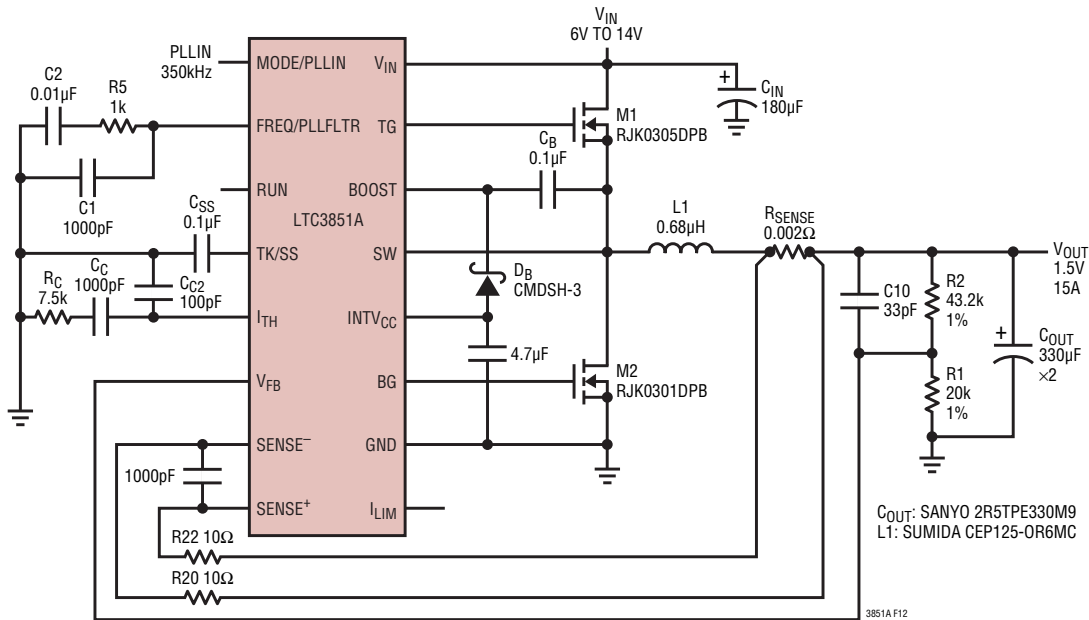 V_IN
6V TO 14V
PLLIN
350kHz
MODE/PLLIN
V_IN
C2
0.01µF
R5
1k
C_IN
180µF
+
M1
RJK0305DPB
FREQ/PLLFLTR
TG
C_B
0.1µF
C1
1000pF
RUN
BOOST
LTC3851A
C_SS
0.1µF
L1
0.68µH
R_SENSE
0.002Ω
TK/SS
SW
V_OUT
1.5V
15A
R_C
7.5k
C_C
1000pF
C_C2
100pF
D_B
CMDSH-3
C10
33pF
R2
43.2k
1%
I_TH
INTV_CC
4.7µF
+
C_OUT
330µF
×2
M2
RJK0301DPB
V_FB
BG
R1
20k
1%
SENSE⁻
GND
1000pF
SENSE⁺
I_LIM
C_OUT: SANYO 2R5TPE330M9
L1: SUMIDA CEP125-OR6MC
R22 10Ω
R20 10Ω
3851A F12